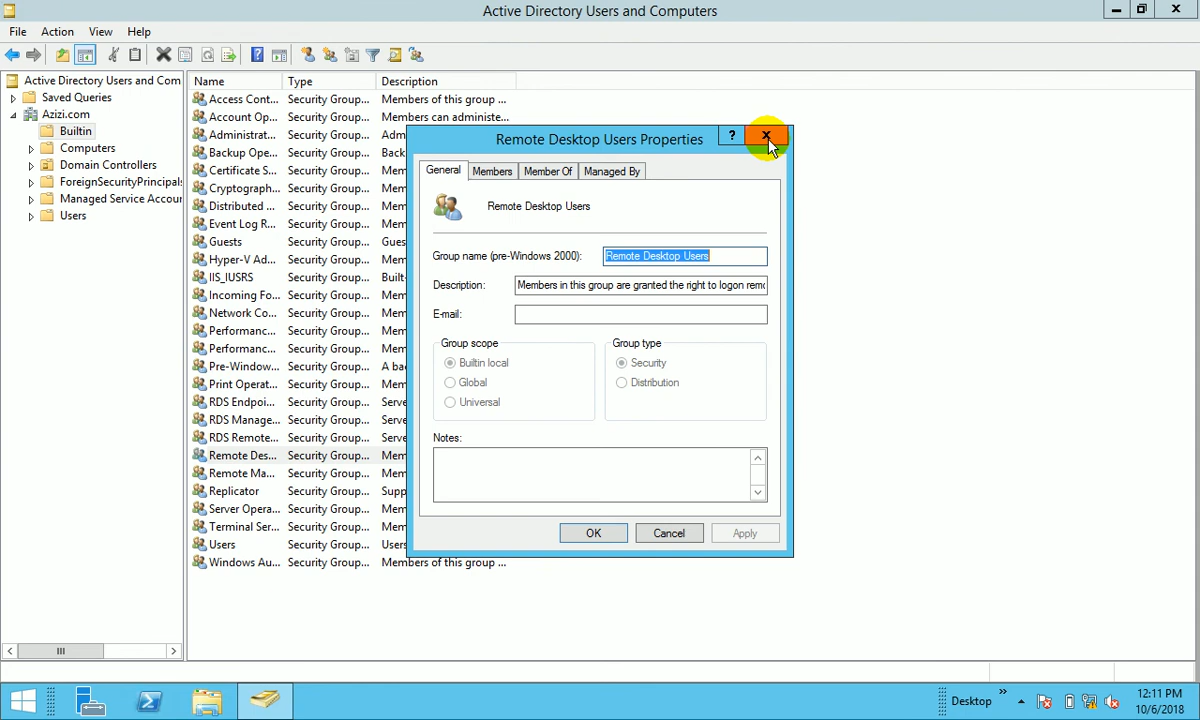 Active Directory Users and Computers
File Action View Help
Active Directory Users and Com
Saved Queries
Azizi.com
Builtin
Computers
Domain Controllers
ForeignSecurityPrincipals
Managed Service Accour
Users
Name Type Description
Access Cont... Security Group... Members of this group ...
Account Op... Security Group... Members can administe...
Administrat... Security Group... Adm
Backup Ope... Security Group... Mem
Certificate S Security Group... Mem
Cryptograph... Security Group... Mem
Distributed ... Security Group... Mem
Event Log R... Security Group... Mem
Guests Security Group... Gues
Hyper-V Ad... Security Group... Mem
IIS_IUSRS Security Group... Built-
Incoming Fo... Security Group... Mem
Network Co... Security Group... Mem
Performanc... Security Group... Mem
Performanc... Security Group... Mem
Pre-Window... Security Group... A bac
Print Operat... Security Group... Mem
RDS Endpoi... Security Group... Serve
RDS Manage... Security Group... Serve
RDS Remote... Security Group... Serve
Remote Des... Security Group... Mem
Remote Ma... Security Group... Mem
Replicator Security Group... Supp
Server Opera... Security Group... Mem
Terminal Ser... Security Group... Mem
Users Security Group... Users
Windows Au... Security Group... Members of this group ...
Remote Desktop Users Properties
General Members Member Of Managed By
Remote Desktop Users
Group name (pre-Windows 2000): Remote Desktop Users
Description: Members in this group are granted the right to logon remo
E-mail:
Group scope
Builtin local
Global
Universal
Group type
Security
Distribution
Notes:
OK Cancel Apply
Desktop
12:11 PM
10/6/2018